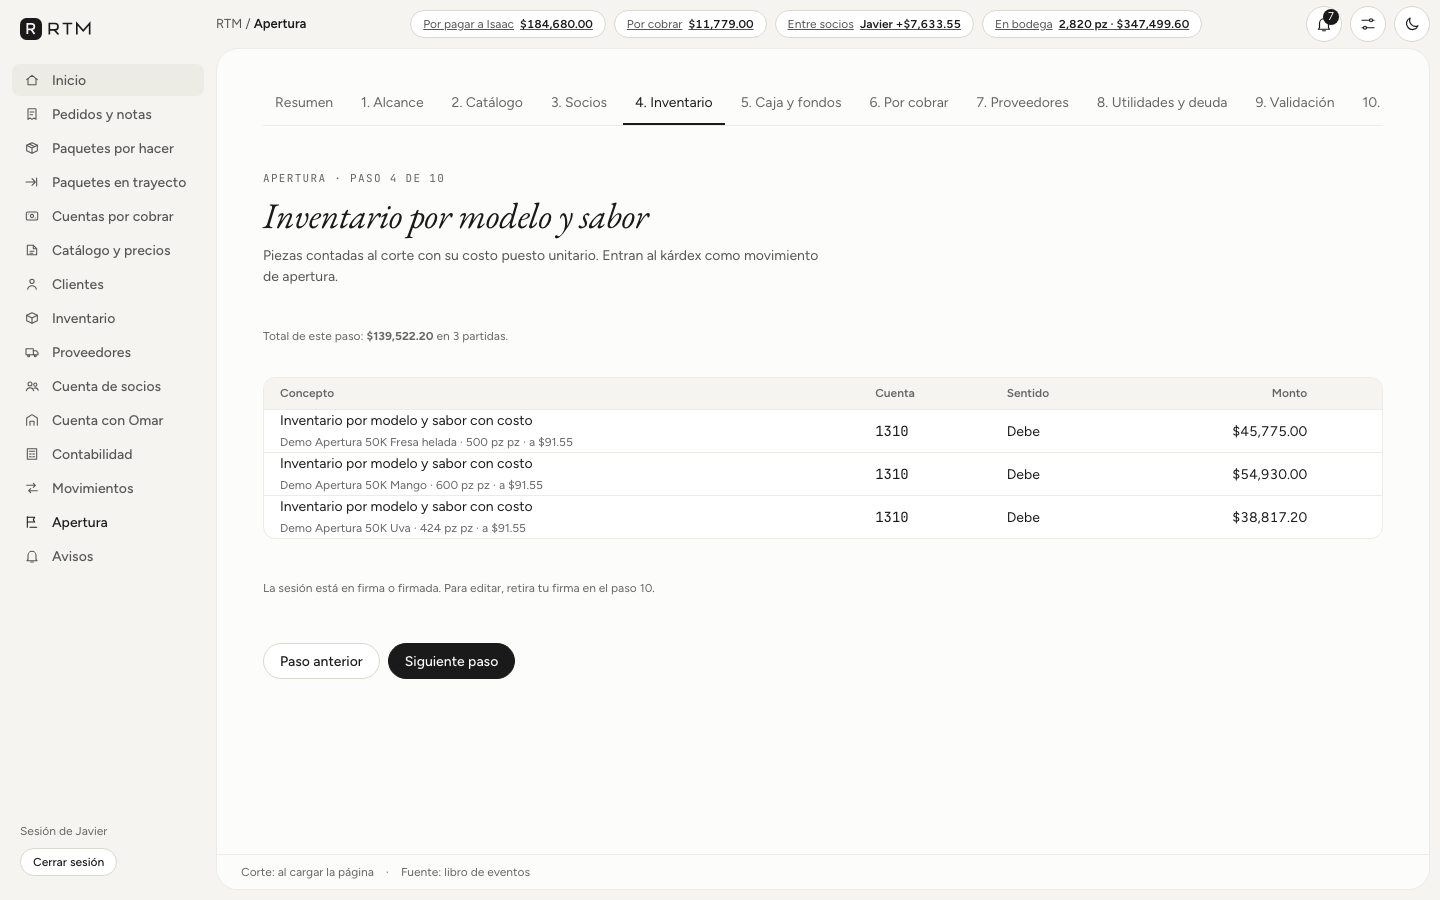 R RTM
RTM / Apertura
Por pagar a Isaac $184,680.00
Por cobrar $11,779.00
Entre socios Javier +$7,633.55
En bodega 2,820 pz · $347,499.60
7
Inicio
Pedidos y notas
Paquetes por hacer
Paquetes en trayecto
Cuentas por cobrar
Catálogo y precios
Clientes
Inventario
Proveedores
Cuenta de socios
Cuenta con Omar
Contabilidad
Movimientos
Apertura
Avisos
Sesión de Javier
Cerrar sesión
Resumen 1. Alcance 2. Catálogo 3. Socios 4. Inventario 5. Caja y fondos 6. Por cobrar 7. Proveedores 8. Utilidades y deuda 9. Validación 10.
APERTURA · PASO 4 DE 10
Inventario por modelo y sabor
Piezas contadas al corte con su costo puesto unitario. Entran al kárdex como movimiento
de apertura.
Total de este paso: $139,522.20 en 3 partidas.
Concepto Cuenta Sentido Monto
Inventario por modelo y sabor con costo
Demo Apertura 50K Fresa helada · 500 pz pz · a $91.55
1310 Debe $45,775.00
Inventario por modelo y sabor con costo
Demo Apertura 50K Mango · 600 pz pz · a $91.55
1310 Debe $54,930.00
Inventario por modelo y sabor con costo
Demo Apertura 50K Uva · 424 pz pz · a $91.55
1310 Debe $38,817.20
La sesión está en firma o firmada. Para editar, retira tu firma en el paso 10.
Paso anterior Siguiente paso
Corte: al cargar la página · Fuente: libro de eventos